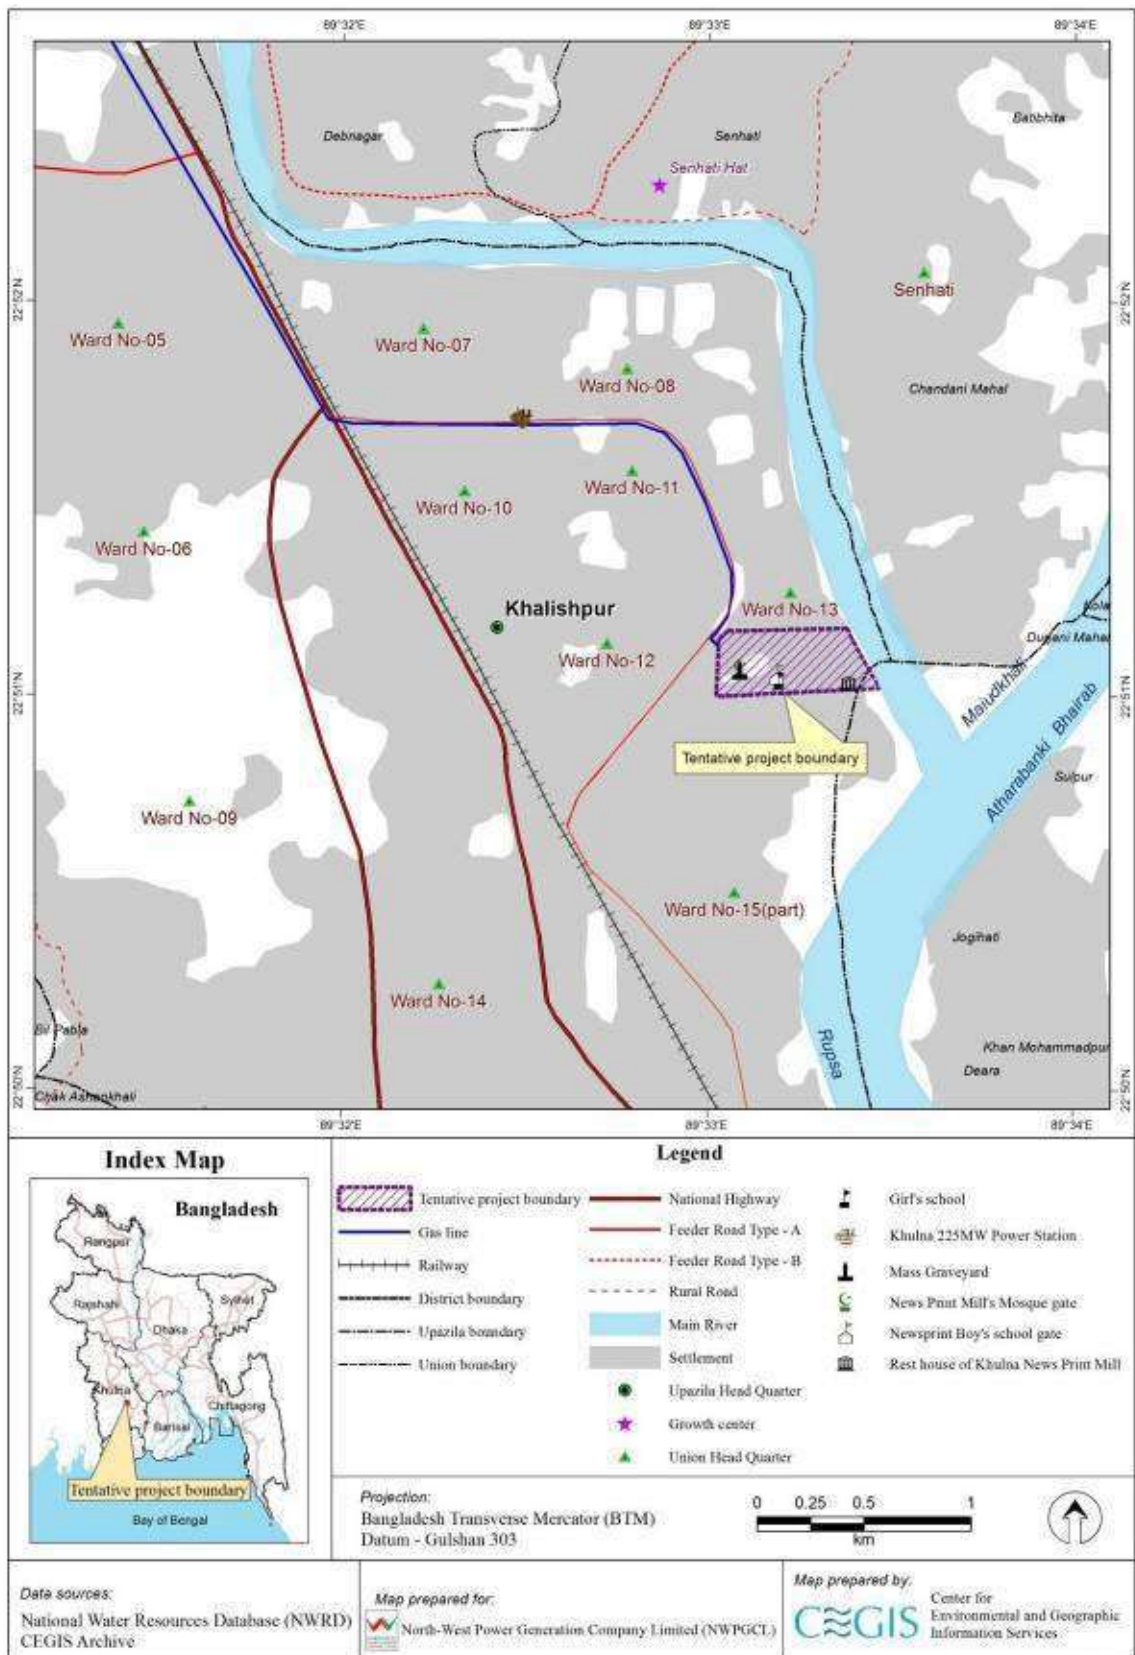 89°32'E
89°33'E
89°34'E
Debnagar
Senhati
Batibhita
Senhati Hat
22°52'N
Senhati
22°52'N
Ward No-05
Ward No-07
Ward No-08
Chandani Mahal
Ward No-11
Ward No-10
Ward No-06
Khalishpur
Ward No-13
Ward No-12
22°51'N
22°51'N
Tentative project boundary
Atharabanki Bhairab
Sulpur
Ward No-09
Ward No-15(part)
Jogihati
Ward No-14
Bil Pabla
Rupsa
Khan Mohammadpur
Deara
22°50'N
22°50'N
89°32'E
89°33'E
89°34'E
Index Map
Bangladesh
Rangpur
Rajshahi
Sylhet
Dhaka
Khulna
Barisal
Chittagong
Tentative project boundary
Bay of Bengal
Legend
Tentative project boundary
Gas line
Railway
District boundary
Upazila boundary
Union boundary
National Highway
Feeder Road Type - A
Feeder Road Type - B
Rural Road
Main River
Settlement
Upazila Head Quarter
Growth center
Union Head Quarter
Girl's school
Khulna 225MW Power Station
Mass Graveyard
News Print Mill's Mosque gate
Newsprint Boy's school gate
Rest house of Khulna News Print Mill
Projection:
Bangladesh Transverse Mercator (BTM)
Datum - Gulshan 303
0 0.25 0.5 1
km
Data sources:
National Water Resources Database (NWRD)
CEGIS Archive
Map prepared for:
North-West Power Generation Company Limited (NWPGCL)
Map prepared by:
CEGIS
Center for
Environmental and Geographic
Information Services